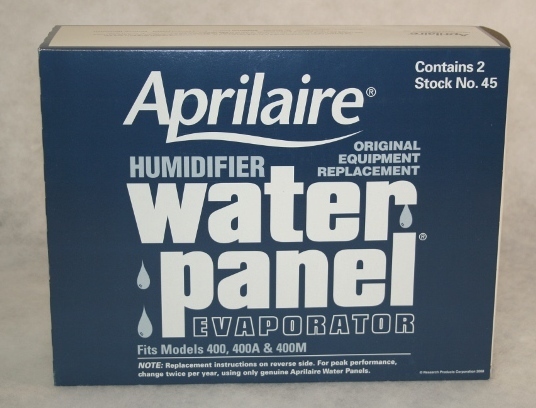 Aprilaire®
Contains 2
Stock No. 45
ORIGINAL
EQUIPMENT
REPLACEMENT
HUMIDIFIER
water
panel®
EVAPORATOR
Fits Models 400, 400A & 400M
NOTE: Replacement instructions on reverse side. For peak performance,
change twice per year, using only genuine Aprilaire Water Panels.